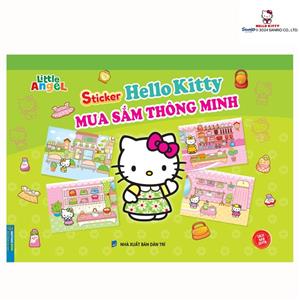 HELLO KITTY
© 2024 SANRIO CO., LTD.
Little Angel
Sticker Hello Kitty
MUA SẮM THÔNG MINH
NHÀ XUẤT BẢN DÂN TRÍ